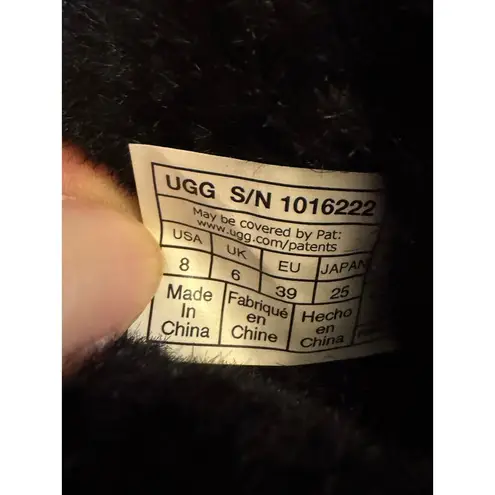 UGG S/N 1016222
May be covered by Pat:
www.ugg.com/patents
USA UK EU JAPAN
8 6 39 25
Made Fabriqué Hecho
In en en
China Chine China